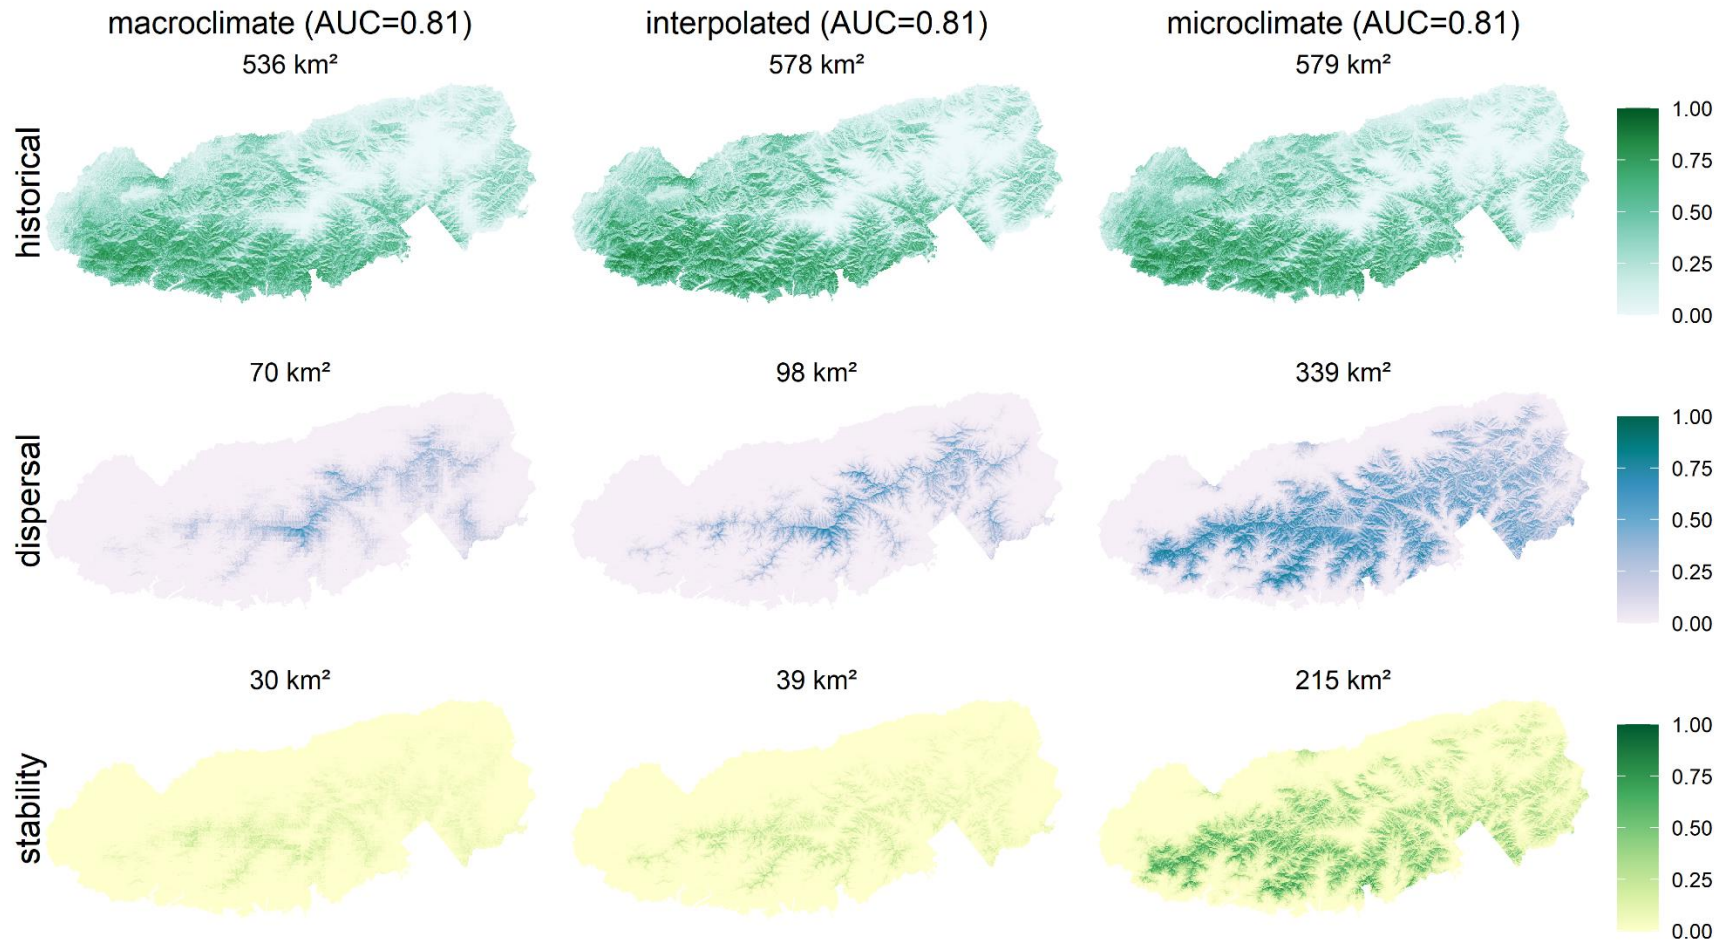 macroclimate (AUC=0.81)
interpolated (AUC=0.81)
microclimate (AUC=0.81)
536 km²
578 km²
579 km²
historical
1.00
0.75
0.50
0.25
0.00
70 km²
98 km²
339 km²
dispersal
1.00
0.75
0.50
0.25
0.00
30 km²
39 km²
215 km²
stability
1.00
0.75
0.50
0.25
0.00